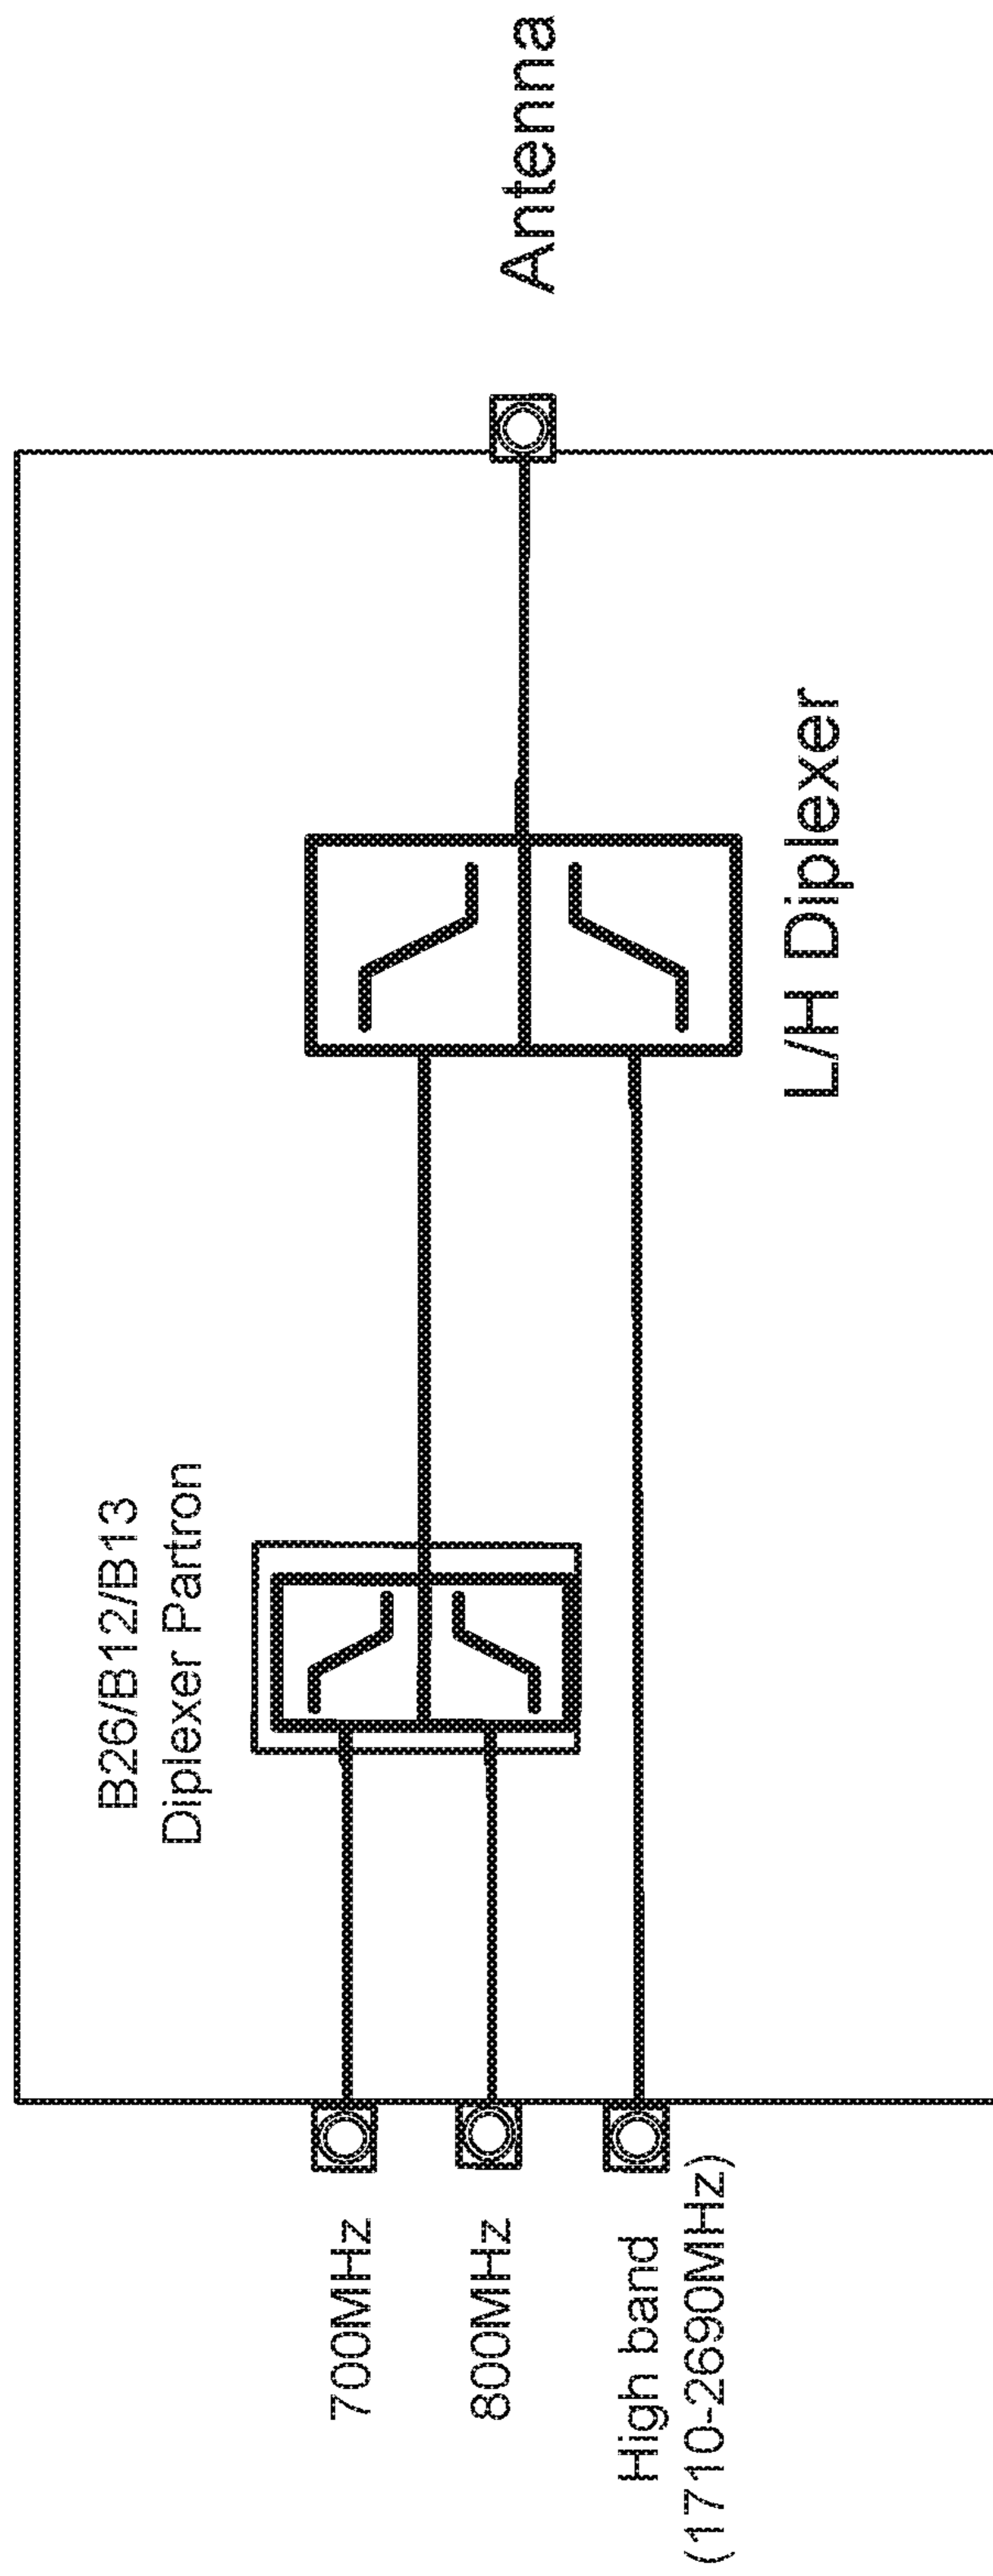 B26/B12/B13
Diplexer Partron
700MHz
800MHz
High band
(1710-2690MHz)
L/H Diplexer
Antenna